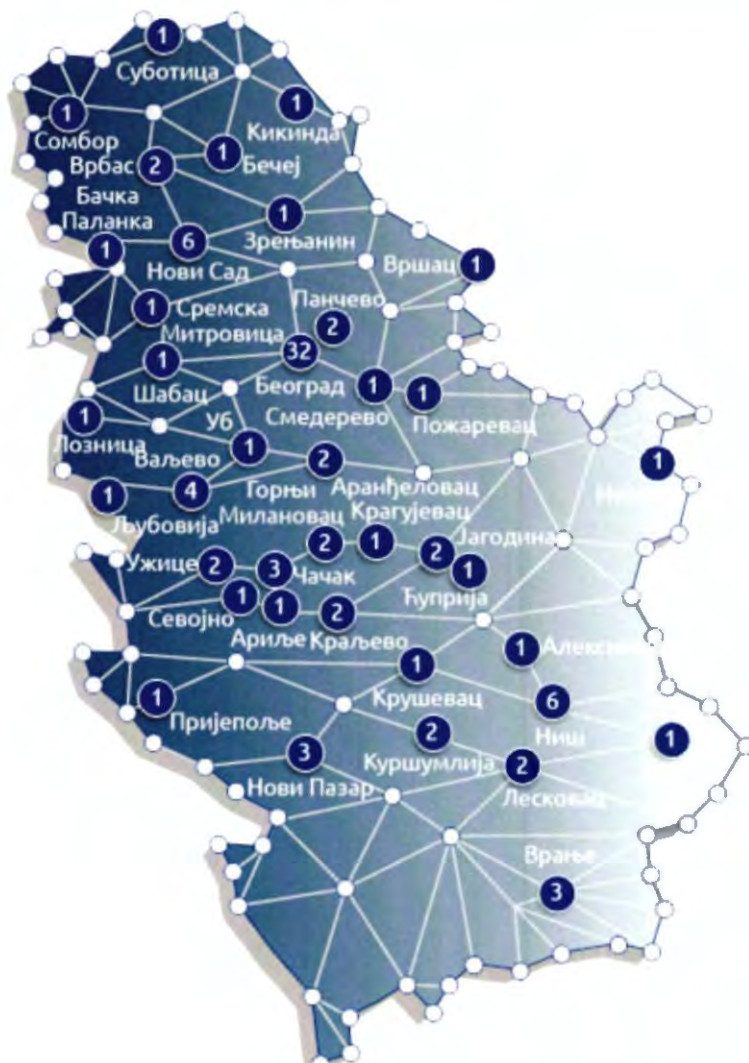 1
Суботица
1
Сомбор
1
Кикинда
2
Врбас
1
Бечеј
Бачка
Паланка
1
6
Нови Сад
1
Зрењанин
Вршац
1
1
Сремска
Митровица
Панчево
2
32
Београд
1
Шабац
1
Смедерево
1
Пожаревац
1
Лозница
Уб
1
Ваљево
4
2
Аранђеловац
1
Љубовија
Горњи
Милановац
2
Крагујевац
1
Јагодина
2
1
Ћуприја
1
Ужице
2
3
Чачак
1
Севојно
1
Ариље
2
Краљево
1
1
Крушевац
6
Ниш
1
1
Пријепоље
3
Нови Пазар
2
Куршумлија
2
Лесковац
Врање
3